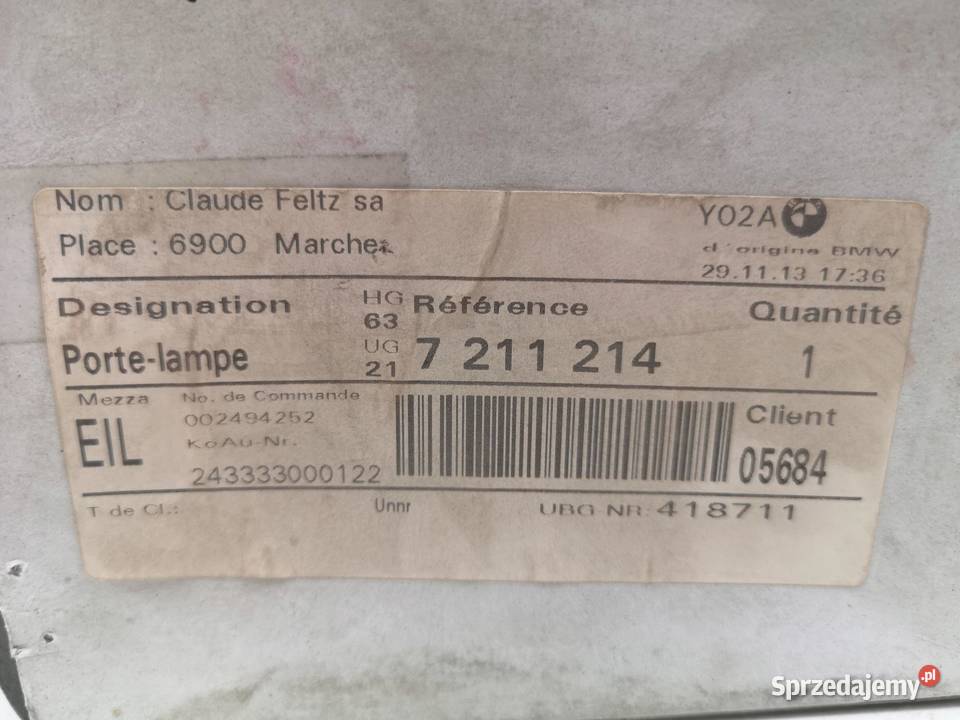 Nom : Claude Feltz sa
Y02A
Place : 6900 Marche
d'origine BMW
29.11.13 17:36
Designation HG 63 Référence Quantité
Porte-lampe UG 21 7 211 214 1
Mezza No. de Commande Client
EIL 002494252
KoAu-Nr.
243333000122 05684
T de Cl.: Unnr UBG NR: 418711
Sprzedajemy.pl